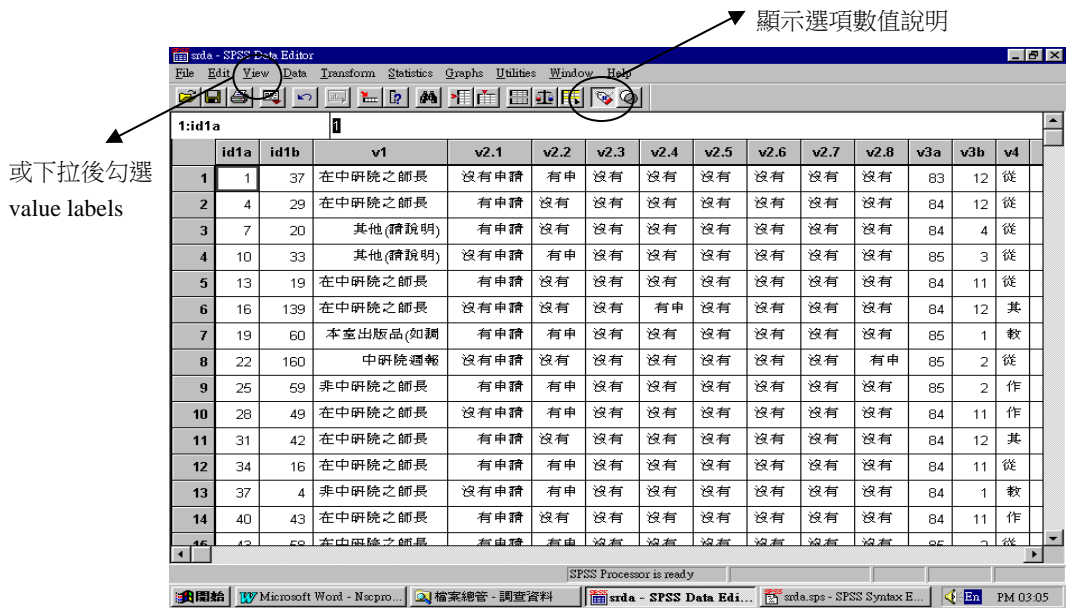 顯示選項數值說明
srda - SPSS Data Editor
File Edit View Data Transform Statistics Graphs Utilities Window Help
1:id1a 1
或下拉後勾選
value labels
id1a id1b v1 v2.1 v2.2 v2.3 v2.4 v2.5 v2.6 v2.7 v2.8 v3a v3b v4
1 1 37 在中研院之師長 沒有申請 有申 沒有 沒有 沒有 沒有 沒有 沒有 83 12 從
2 4 29 在中研院之師長 有申請 沒有 沒有 沒有 沒有 沒有 沒有 沒有 84 12 從
3 7 20 其他(請說明) 有申請 沒有 沒有 沒有 沒有 沒有 沒有 沒有 84 4 從
4 10 33 其他(請說明) 沒有申請 有申 沒有 沒有 沒有 沒有 沒有 沒有 85 3 從
5 13 19 在中研院之師長 有申請 沒有 沒有 沒有 沒有 沒有 沒有 沒有 84 11 從
6 16 139 在中研院之師長 沒有申請 沒有 沒有 有申 沒有 沒有 沒有 沒有 84 12 其
7 19 60 本室出版品(如調 有申請 有申 沒有 沒有 沒有 沒有 沒有 沒有 85 1 教
8 22 160 中研院週報 沒有申請 沒有 沒有 沒有 沒有 沒有 沒有 有申 85 2 從
9 25 59 非中研院之師長 有申請 有申 沒有 沒有 沒有 沒有 沒有 沒有 85 2 作
10 28 49 在中研院之師長 沒有申請 有申 沒有 沒有 沒有 沒有 沒有 沒有 84 11 作
11 31 42 在中研院之師長 有申請 沒有 沒有 沒有 沒有 沒有 沒有 沒有 84 12 其
12 34 16 在中研院之師長 有申請 有申 沒有 沒有 沒有 沒有 沒有 沒有 84 11 從
13 37 4 非中研院之師長 沒有申請 有申 沒有 沒有 沒有 沒有 沒有 沒有 84 1 教
14 40 43 在中研院之師長 有申請 沒有 沒有 沒有 沒有 沒有 沒有 沒有 84 11 作
SPSS Processor is ready
開始 Microsoft Word - Nscpro... 檔案總管 - 調查資料 srda - SPSS Data Edi... srda.sps - SPSS Syntax E... En PM 03:05